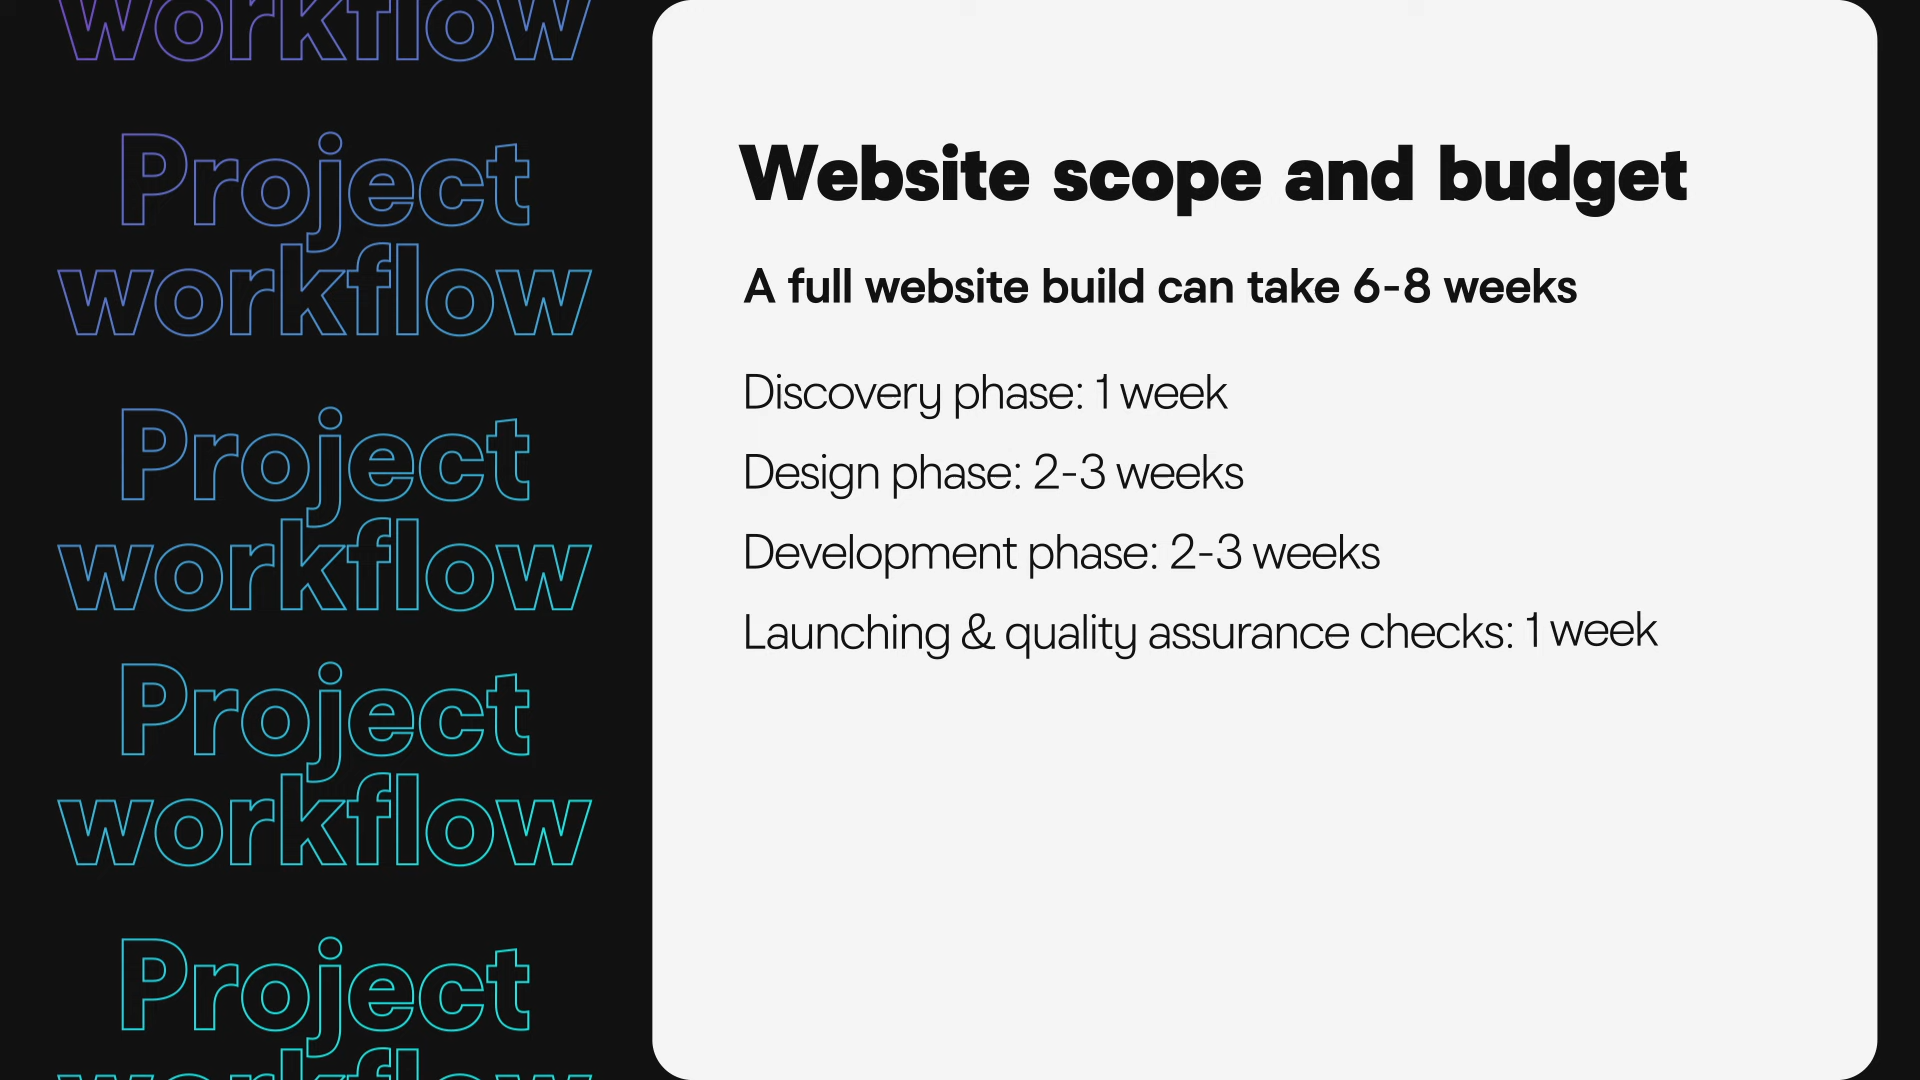 workflow
Project
workflow
Project
workflow
Project
workflow
Project
workflow
Website scope and budget
A full website build can take 6-8 weeks
Discovery phase: 1 week
Design phase: 2-3 weeks
Development phase: 2-3 weeks
Launching & quality assurance checks: 1 week